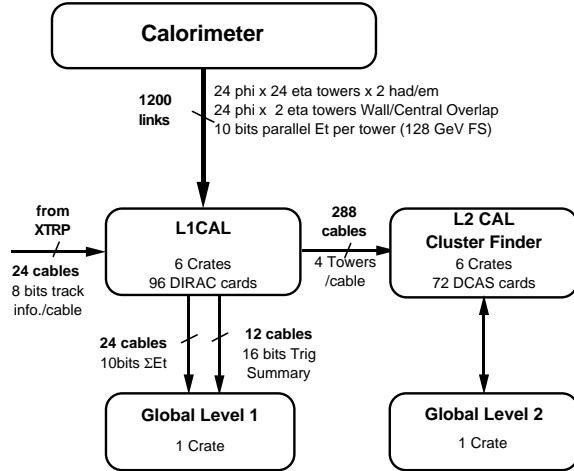 Calorimeter
1200
links
24 phi x 24 eta towers x 2 had/em
24 phi x  2 eta towers Wall/Central Overlap
10 bits parallel Et per tower (128 GeV FS)
from
XTRP
24 cables
8 bits track
info./cable
L1CAL
6 Crates
96 DIRAC cards
288
cables
4 Towers
/cable
L2 CAL
Cluster Finder
6 Crates
72 DCAS cards
24 cables
10bits ΣEt
12 cables
16 bits Trig
Summary
Global Level 1
1 Crate
Global Level 2
1 Crate